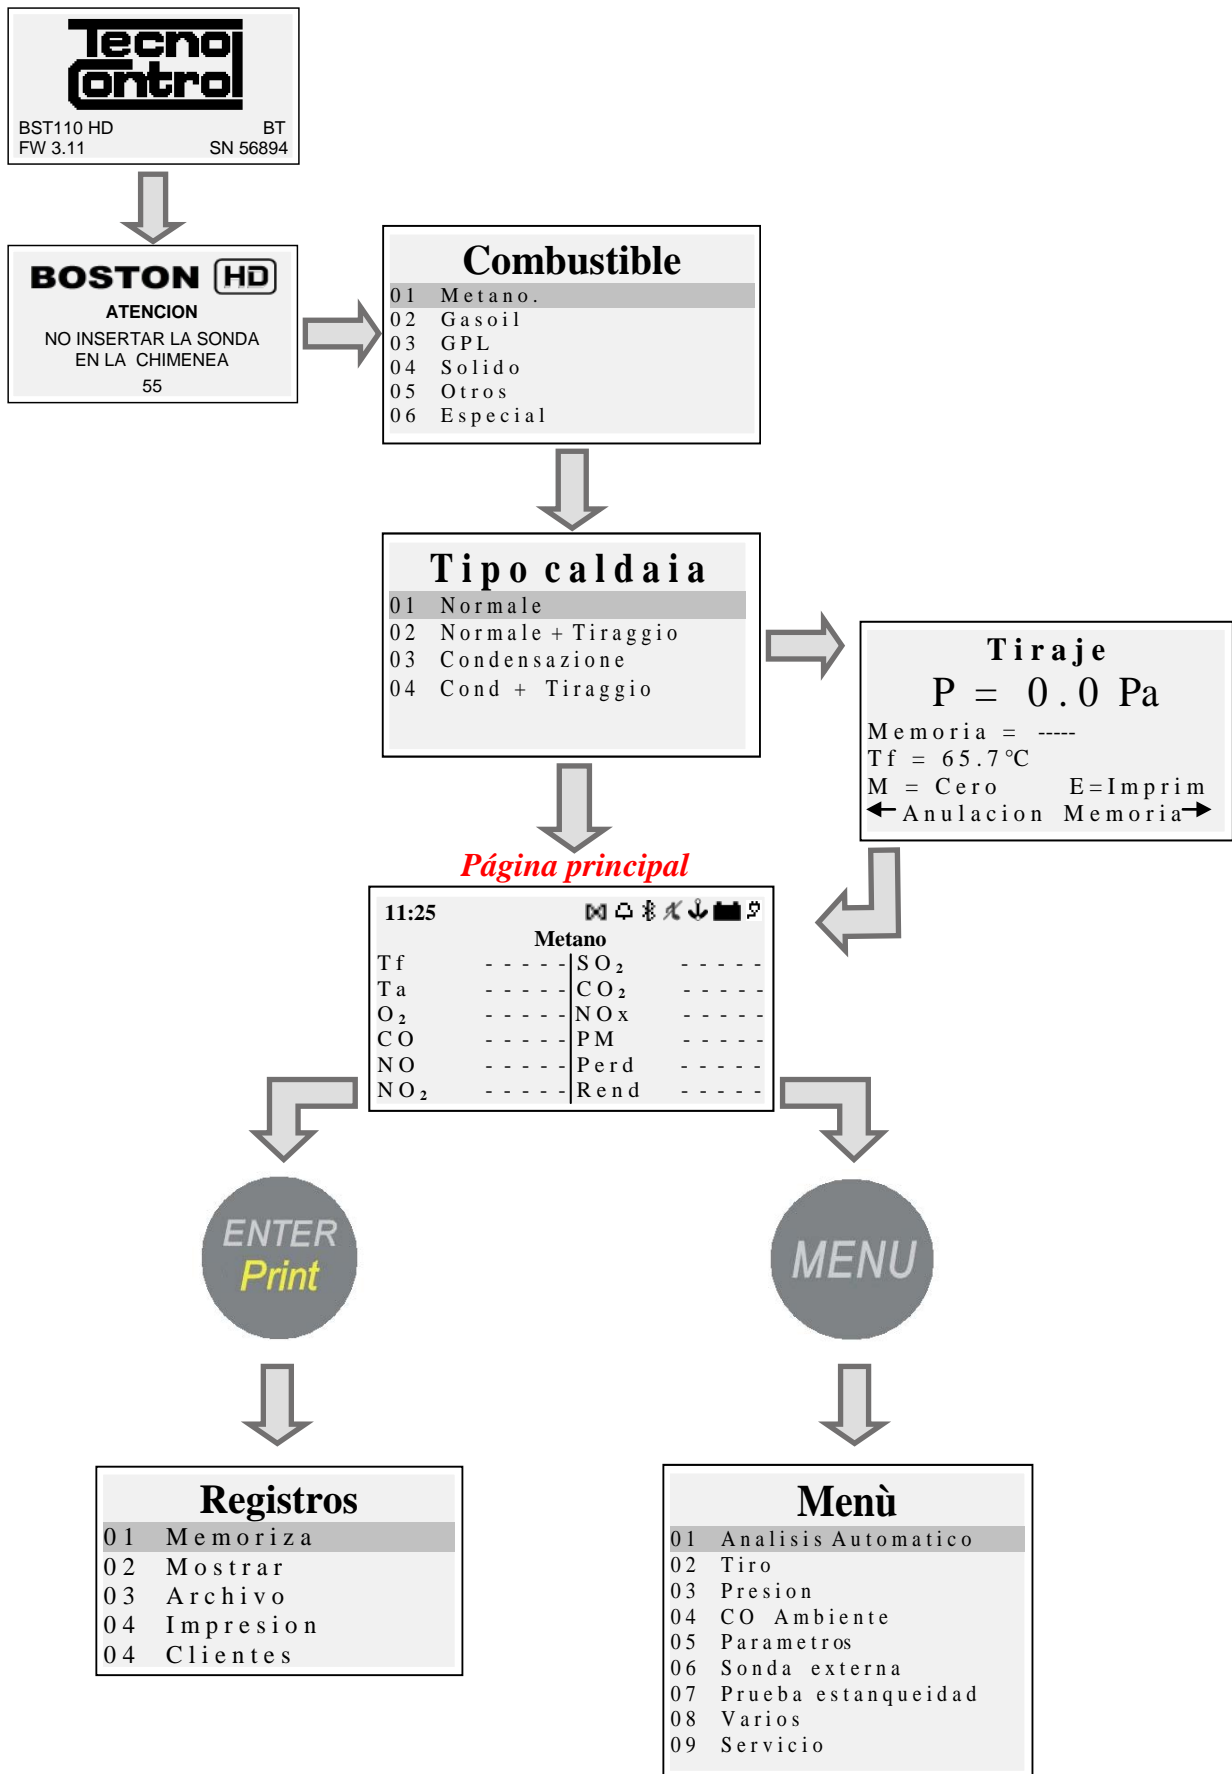 Tecno
Control
BST110 HD BT
FW 3.11 SN 56894
BOSTON HD
ATENCION
NO INSERTAR LA SONDA
EN LA CHIMENEA
55
Combustible
01 Metano.
02 Gasoil
03 GPL
04 Solido
05 Otros
06 Especial
Tipo caldaia
01 Normale
02 Normale + Tiraggio
03 Condensazione
04 Cond + Tiraggio
Tiraje
P = 0.0 Pa
Memoria = -----
Tf = 65.7 °C
M = Cero E=Imprim
Anulacion Memoria
Página principal
11:25
Metano
Tf - - - - - SO₂ - - - - -
Ta - - - - - CO₂ - - - - -
O₂ - - - - - NOx - - - - -
CO - - - - - PM - - - - -
NO - - - - - Perd - - - - -
NO₂ - - - - - Rend - - - - -
ENTER
Print
MENU
Registros
01 Memoriza
02 Mostrar
03 Archivo
04 Impresion
04 Clientes
Menù
01 Analisis Automatico
02 Tiro
03 Presion
04 CO Ambiente
05 Parametros
06 Sonda externa
07 Prueba estanqueidad
08 Varios
09 Servicio